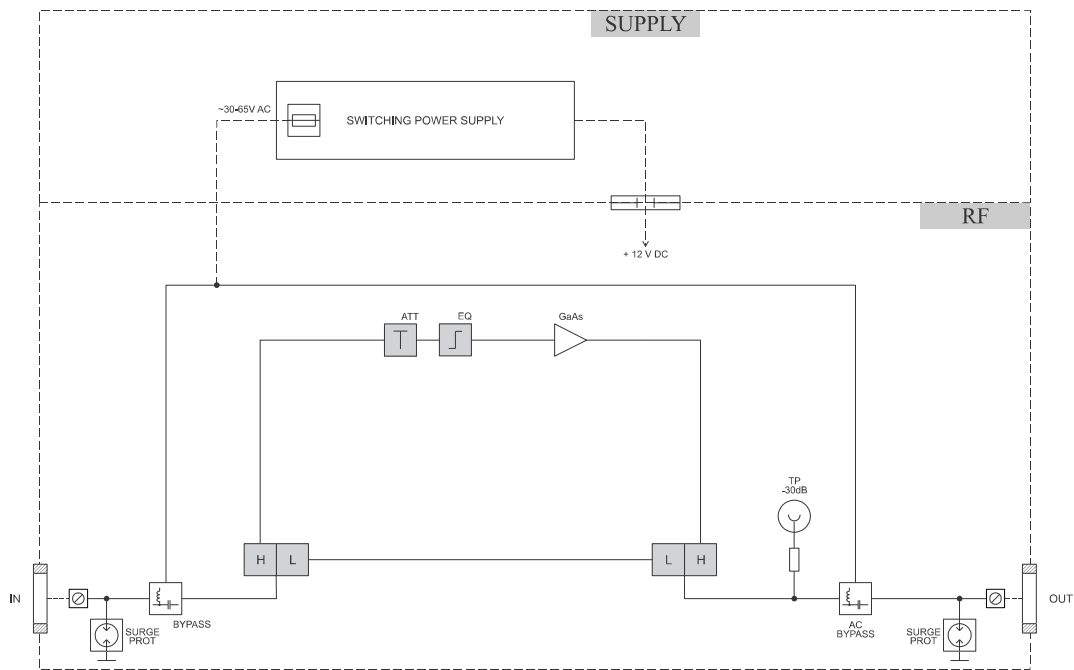 SUPPLY
~30-65V AC
SWITCHING POWER SUPPLY
RF
+ 12 V DC
ATT
EQ
GaAs
TP
-30dB
H
L
L
H
IN
OUT
BYPASS
AC
BYPASS
SURGE
PROT
SURGE
PROT